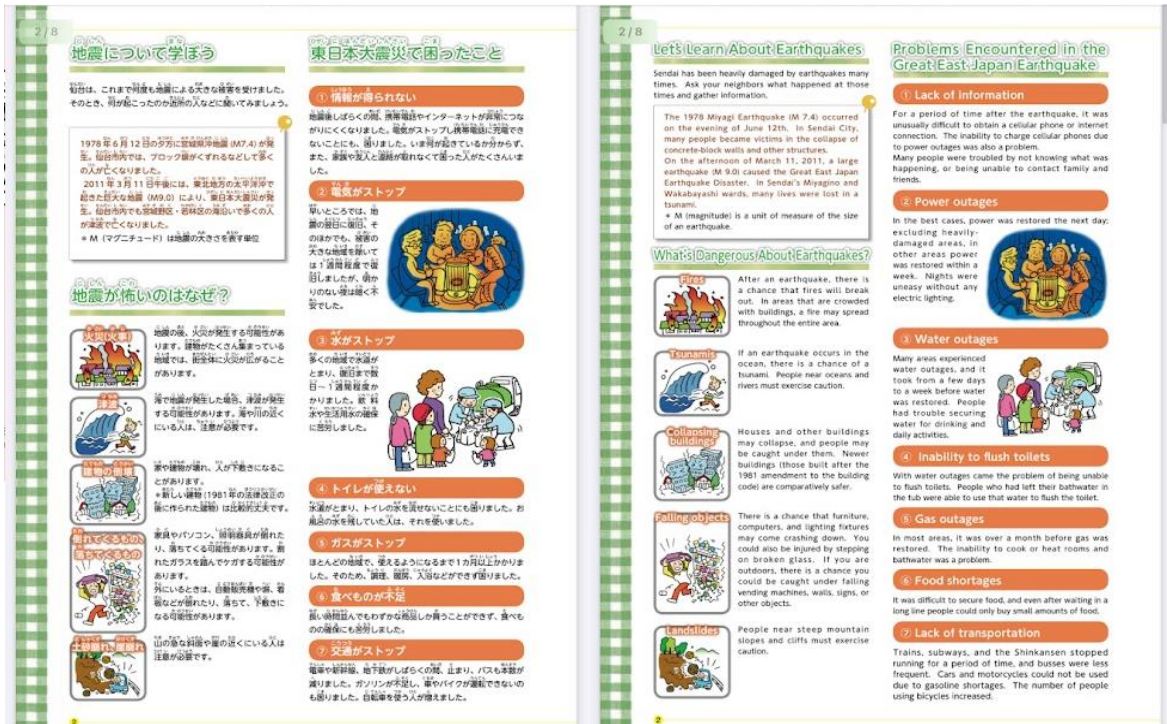 2/8
地震について学ぼう
仙台は、これまで何度も地震による大きな被害を受けました。
そのとき、何が起こったのか近所の人などに聞いてみましょう。
1978年6月12日の夕方に宮城県沖地震(M7.4)が発
生。仙台市内では、ブロック塀がくずれるなどして多く
の人が亡くなりました。
2011年3月11日午後には、東北地方の太平洋沖で
起きた巨大な地震(M9.0)により、東日本大震災が発
生。仙台市内でも宮城野区・若林区の海沿いで多くの人
が津波で亡くなりました。
＊M(マグニチュード)は地震の大きさを表す単位
地震が怖いのはなぜ？
火災(火事)
地震の後、火災が発生する可能性があ
ります。建物がたくさん集まっている
地域では、街全体に火災が広がること
があります。
津波
海で地震が発生した場合、津波が発生
する可能性があります。海や川の近く
にいる人は、注意が必要です。
建物の倒壊
家や建物が壊れ、人が下敷きになるこ
とがあります。
＊新しい建物(1981年の法律改正の
後に作られた建物)は比較的丈夫です。
倒れてくるもの
落ちてくるもの
家具やパソコン、照明器具が倒れた
り、落ちてくる可能性があります。割
れたガラスを踏んでケガする可能性が
あります。
外にいるときは、自動販売機や塀、看
板などが倒れたり、落ちて、下敷きに
なる可能性があります。
土砂崩れ・崖崩れ
山の急な斜面や崖の近くにいる人は
注意が必要です。
東日本大震災で困ったこと
① 情報が得られない
地震後しばらくの間、携帯電話やインターネットが非常につな
がりにくくなりました。電気がストップし携帯電話に充電でき
ないことにも、困りました。いま何が起きているか分からず、
また、家族や友人と連絡が取れなくて困った人がたくさんいま
した。
② 電気がストップ
早いところでは、地
震の翌日に復旧、そ
のほかでも、被害の
大きな地域を除いて
は1週間程度で復
旧しましたが、明か
りのない夜は暗く不
安でした。
③ 水がストップ
多くの地域で水道が
とまり、復旧まで数
日～1週間程度か
かりました。飲料
水や生活用水の確保
に苦労しました。
④ トイレが使えない
水道がとまり、トイレの水を流せないことにも困りました。お
風呂の水を残していた人は、それを使いました。
⑤ ガスがストップ
ほとんどの地域で、使えるようになるまで1カ月以上かかりま
した。そのため、調理、暖房、入浴などができず困りました。
⑥ 食べものが不足
長い時間並んでもわずかな商品しか買うことができず、食べも
のの確保にも苦労しました。
⑦ 交通がストップ
電車や新幹線、地下鉄がしばらくの間、止まり、バスも本数が
減りました。ガソリンが不足し、車やバイクが運転できないの
も困りました。自転車を使う人が増えました。
2
2/8
Let's Learn About Earthquakes
Sendai has been heavily damaged by earthquakes many
times. Ask your neighbors what happened at those
times and gather information.
The 1978 Miyagi Earthquake (M 7.4) occurred
on the evening of June 12th. In Sendai City,
many people became victims in the collapse of
concrete-block walls and other structures.
On the afternoon of March 11, 2011, a large
earthquake (M 9.0) caused the Great East Japan
Earthquake Disaster. In Sendai's Miyagino and
Wakabayashi wards, many lives were lost in a
tsunami.
* M (magnitude) is a unit of measure of the size
of an earthquake.
What's Dangerous About Earthquakes?
Fires
After an earthquake, there is
a chance that fires will break
out. In areas that are crowded
with buildings, a fire may spread
throughout the entire area.
Tsunamis
If an earthquake occurs in the
ocean, there is a chance of a
tsunami. People near oceans and
rivers must exercise caution.
Collapsing
buildings
Houses and other buildings
may collapse, and people may
be caught under them. Newer
buildings (those built after the
1981 amendment to the building
code) are comparatively safer.
Falling objects
There is a chance that furniture,
computers, and lighting fixtures
may come crashing down. You
could also be injured by stepping
on broken glass. If you are
outdoors, there is a chance you
could be caught under falling
vending machines, walls, signs, or
other objects.
Landslides
People near steep mountain
slopes and cliffs must exercise
caution.
Problems Encountered in the
Great East Japan Earthquake
① Lack of information
For a period of time after the earthquake, it was
unusually difficult to obtain a cellular phone or internet
connection. The inability to charge cellular phones due
to power outages was also a problem.
Many people were troubled by not knowing what was
happening, or being unable to contact family and
friends.
② Power outages
In the best cases, power was restored the next day;
excluding heavily-
damaged areas, in
other areas power
was restored within a
week. Nights were
uneasy without any
electric lighting.
③ Water outages
Many areas experienced
water outages, and it
took from a few days
to a week before water
was restored. People
had trouble securing
water for drinking and
daily activities.
④ Inability to flush toilets
With water outages came the problem of being unable
to flush toilets. People who had left their bathwater in
the tub were able to use that water to flush the toilet.
⑤ Gas outages
In most areas, it was over a month before gas was
restored. The inability to cook or heat rooms and
bathwater was a problem.
⑥ Food shortages
It was difficult to secure food, and even after waiting in a
long line people could only buy small amounts of food.
⑦ Lack of transportation
Trains, subways, and the Shinkansen stopped
running for a period of time, and busses were less
frequent. Cars and motorcycles could not be used
due to gasoline shortages. The number of people
using bicycles increased.
2